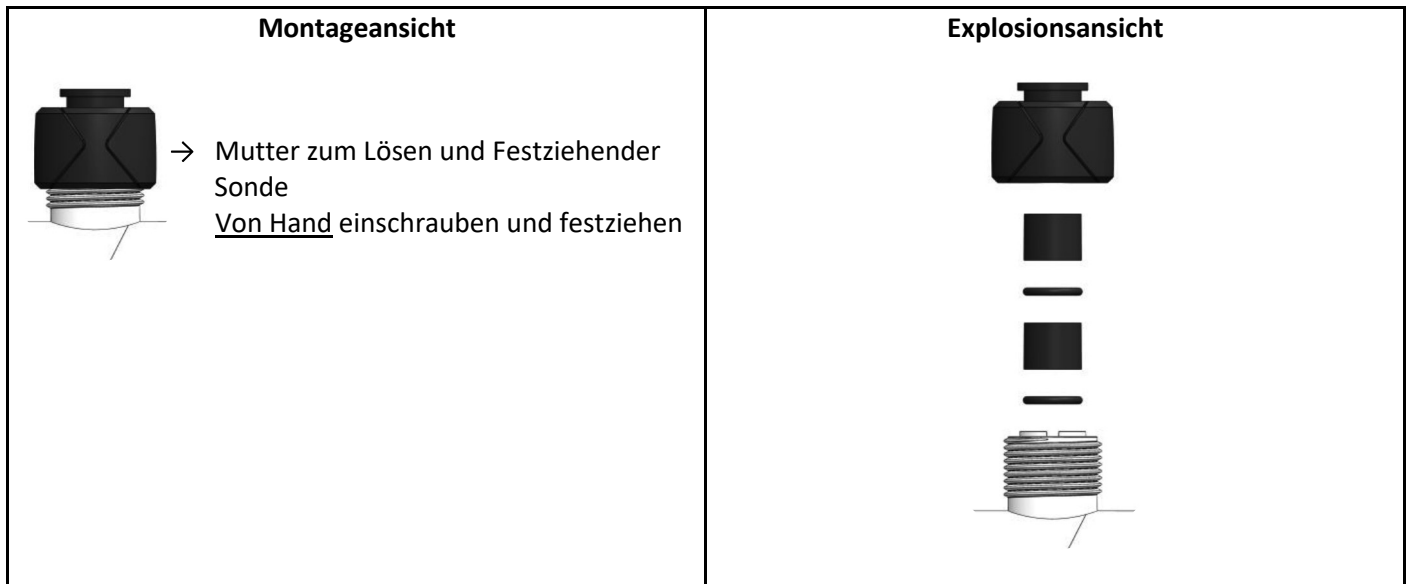 Montageansicht
Explosionsansicht
→ Mutter zum Lösen und Festziehender
Sonde
Von Hand einschrauben und festziehen